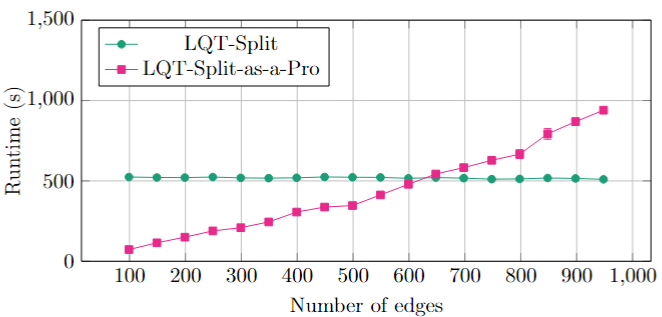 1,500
1,000
500
0
Runtime (s)
LQT-Split
LQT-Split-as-a-Pro
100 200 300 400 500 600 700 800 900 1,000
Number of edges